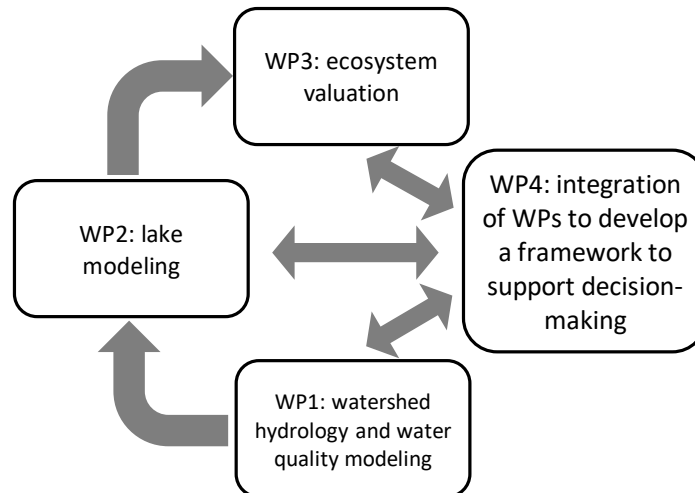 WP3: ecosystem
valuation
WP4: integration
of WPs to develop
a framework to
support decision-
making
WP2: lake
modeling
WP1: watershed
hydrology and water
quality modeling